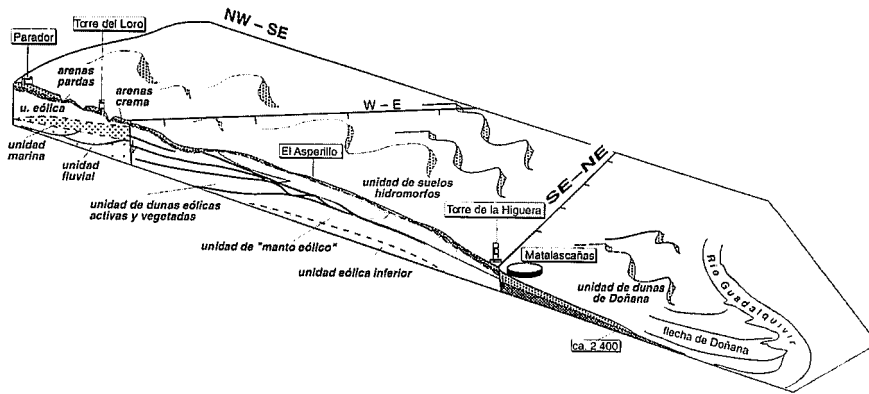 NW – SE
Torre del Loro
Parador
arenas
pardas
arenas
crema
u. eólica
W – E
unidad
marina
unidad
fluvial
El Asperillo
unidad de suelos
hidromorfos
SE – NE
unidad de dunas eólicas
activas y vegetadas
Torre de la Higuera
unidad de "manto eólico"
Matalascañas
unidad eólica inferior
unidad de dunas
de Doñana
Río Guadalquivir
flecha de Doñana
ca. 2.400